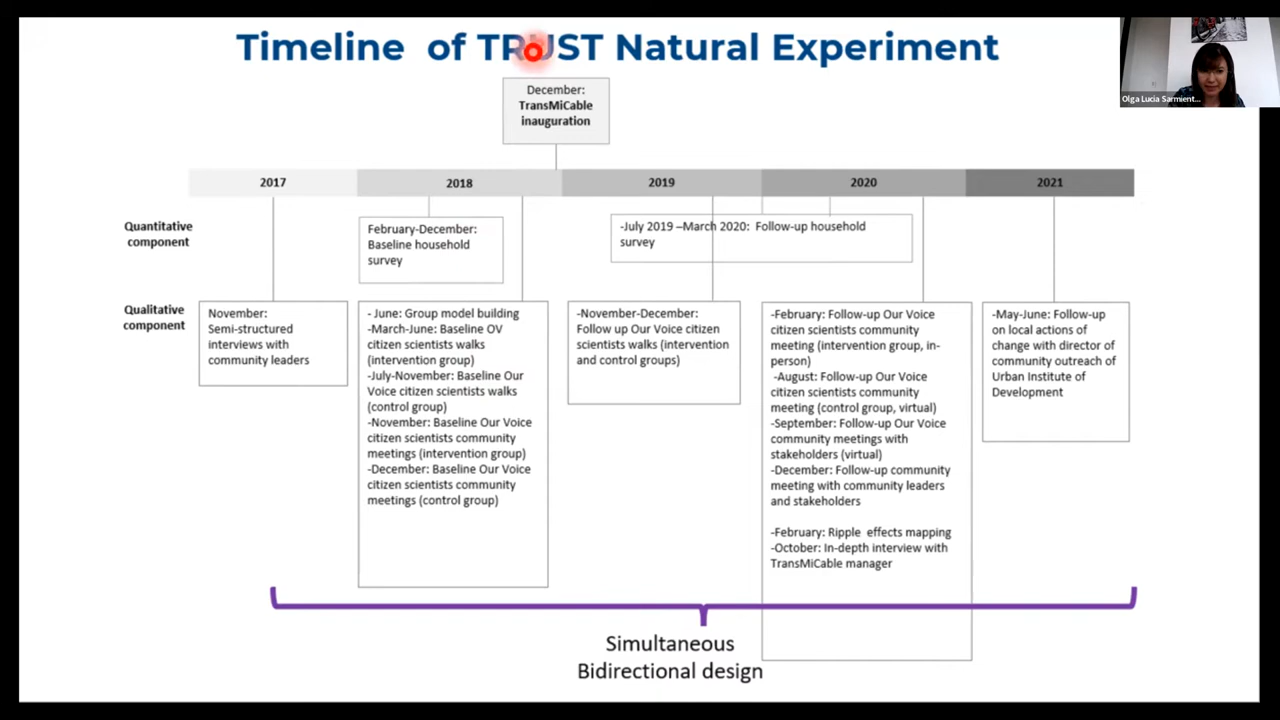 Timeline of TRUST Natural Experiment
Olga Lucia Sarmient...
December:
TransMiCable
inauguration
2017
2018
2019
2020
2021
Quantitative
component
February-December:
Baseline household
survey
-July 2019 –March 2020: Follow-up household
survey
Qualitative
component
November:
Semi-structured
interviews with
community leaders
- June: Group model building
-March-June: Baseline OV
citizen scientists walks
(intervention group)
-July-November: Baseline Our
Voice citizen scientists walks
(control group)
-November: Baseline Our Voice
citizen scientists community
meetings (intervention group)
-December: Baseline Our Voice
citizen scientists community
meetings (control group)
-November-December:
Follow up Our Voice citizen
scientists walks (intervention
and control groups)
-February: Follow-up Our Voice
citizen scientists community
meeting (intervention group, in-
person)
-August: Follow-up Our Voice
citizen scientists community
meeting (control group, virtual)
-September: Follow-up Our Voice
community meetings with
stakeholders (virtual)
-December: Follow-up community
meeting with community leaders
and stakeholders
-February: Ripple effects mapping
-October: In-depth interview with
TransMiCable manager
-May-June: Follow-up
on local actions of
change with director of
community outreach of
Urban Institute of
Development
Simultaneous
Bidirectional design